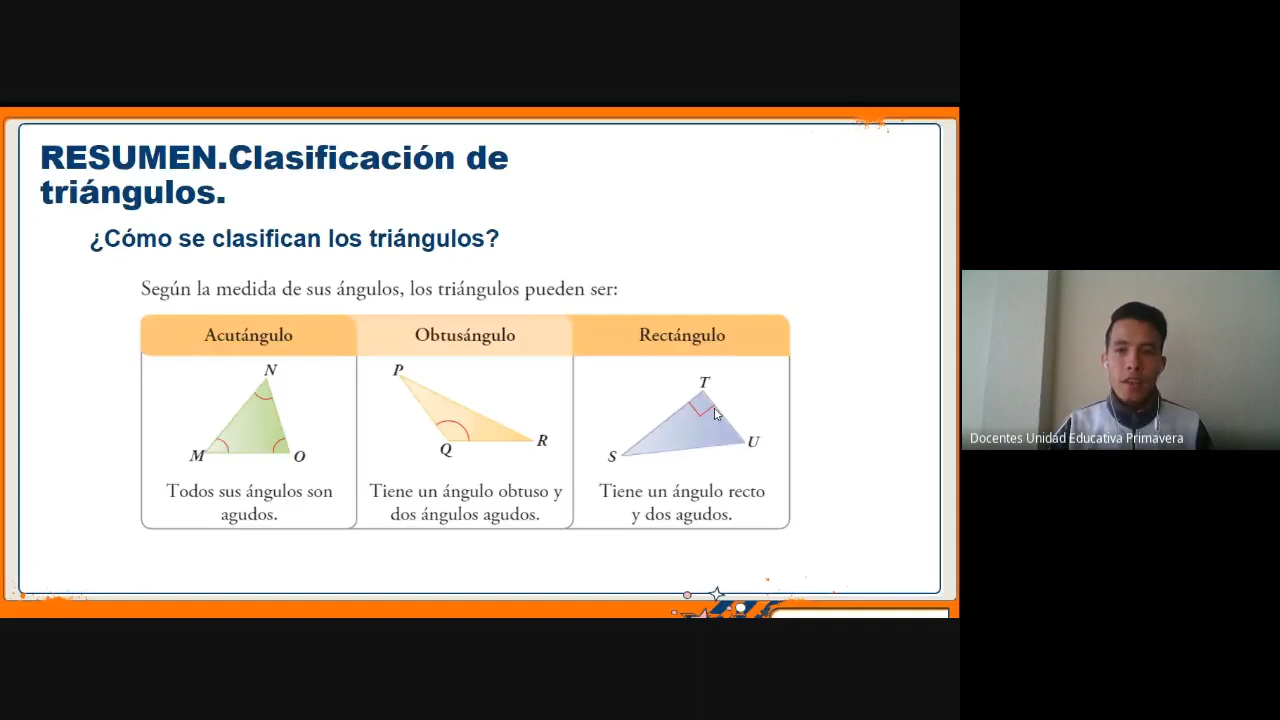 RESUMEN.Clasificación de
triángulos.
¿Cómo se clasifican los triángulos?
Según la medida de sus ángulos, los triángulos pueden ser:
Acutángulo
Obtusángulo
Rectángulo
N
M
O
Todos sus ángulos son
agudos.
P
Q
R
Tiene un ángulo obtuso y
dos ángulos agudos.
T
S
U
Tiene un ángulo recto
y dos agudos.
Docentes Unidad Educativa Primavera